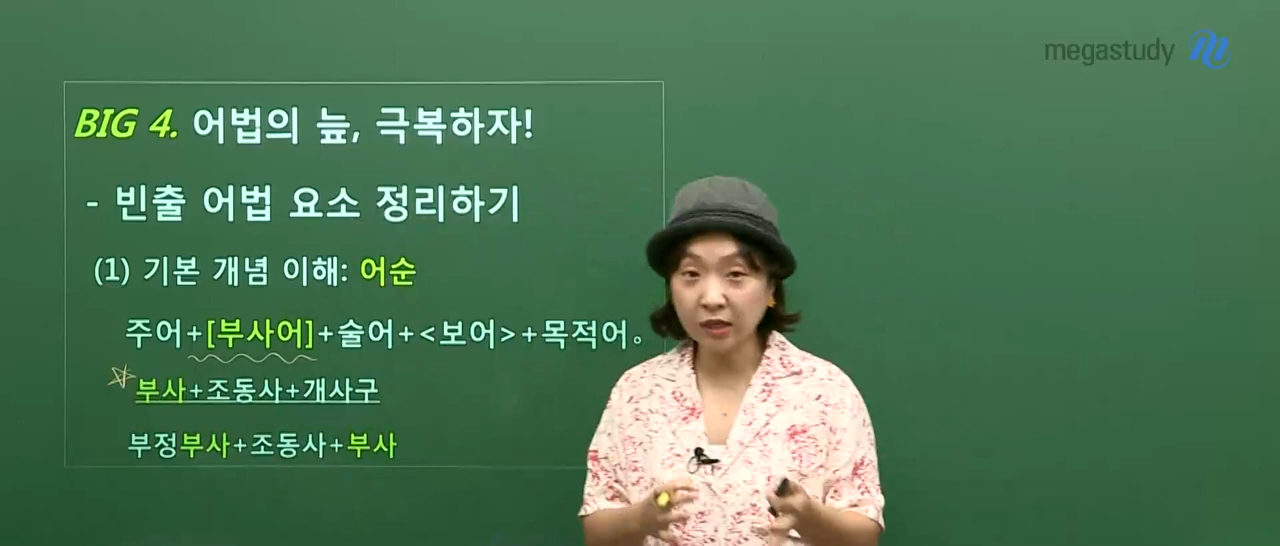 megastudy
BIG 4. 어법의 늪, 극복하자!
- 빈출 어법 요소 정리하기
(1) 기본 개념 이해: 어순
주어+[부사어]+술어+<보어>+목적어。
부사+조동사+개사구
부정부사+조동사+부사